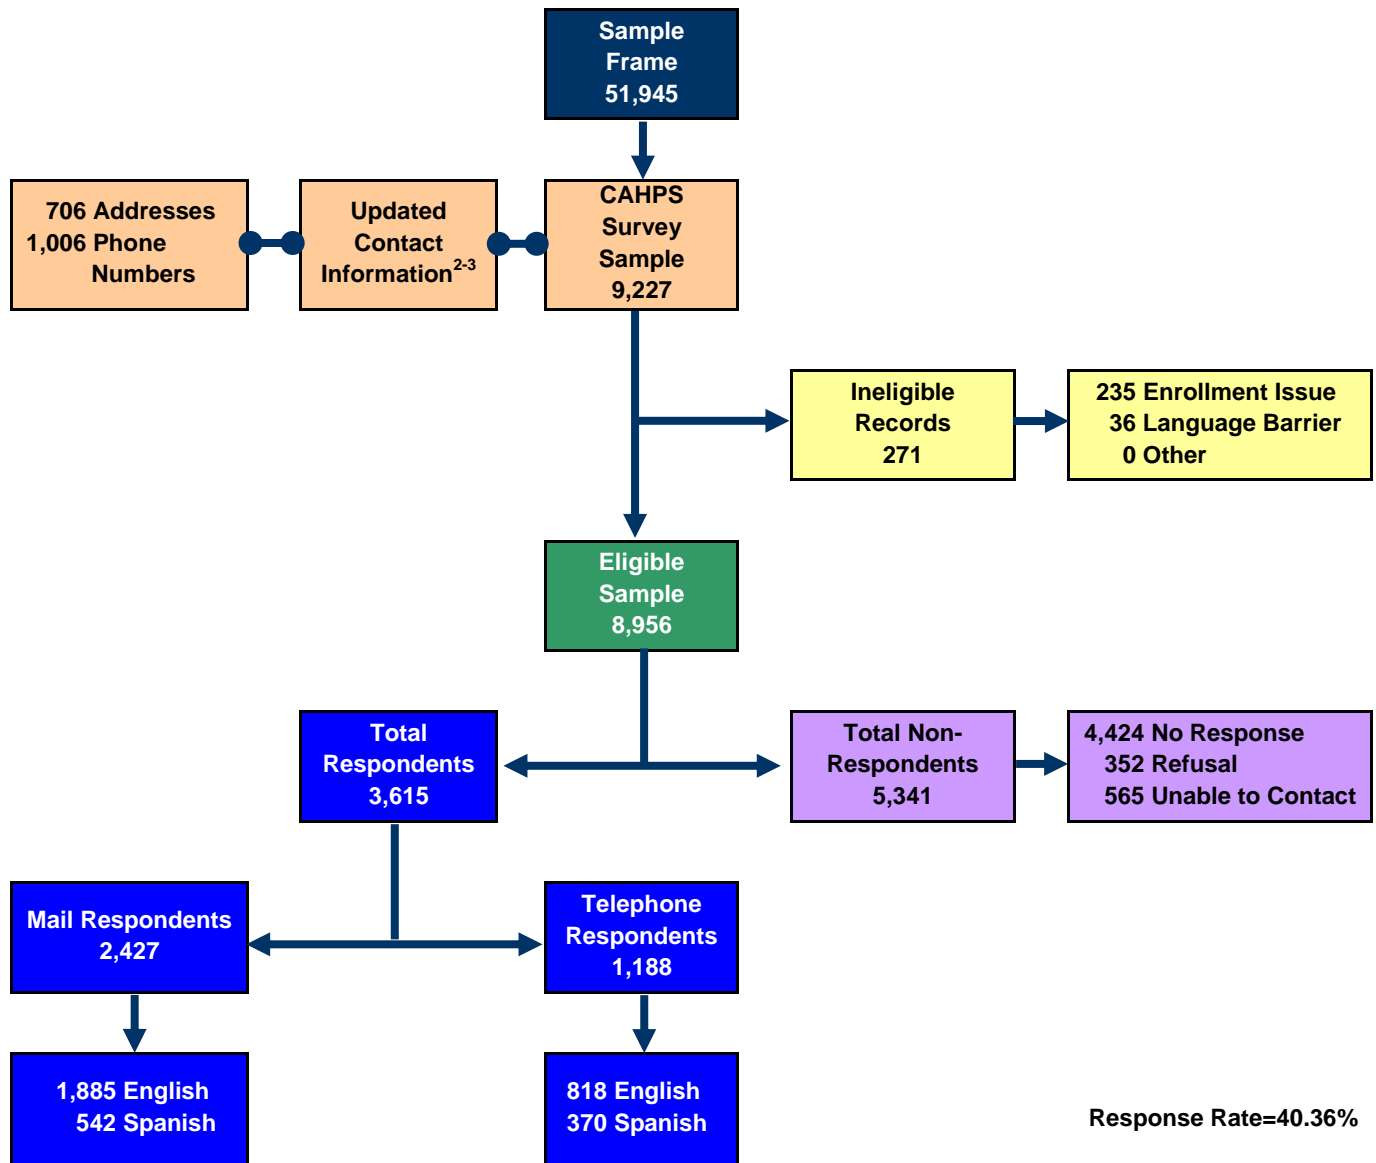 Sample
Frame
51,945
706 Addresses
1,006 Phone
Numbers
Updated
Contact
Information2-3
CAHPS
Survey
Sample
9,227
Ineligible
Records
271
235 Enrollment Issue
36 Language Barrier
0 Other
Eligible
Sample
8,956
Total
Respondents
3,615
Total Non-
Respondents
5,341
4,424 No Response
352 Refusal
565 Unable to Contact
Mail Respondents
2,427
Telephone
Respondents
1,188
1,885 English
542 Spanish
818 English
370 Spanish
Response Rate=40.36%